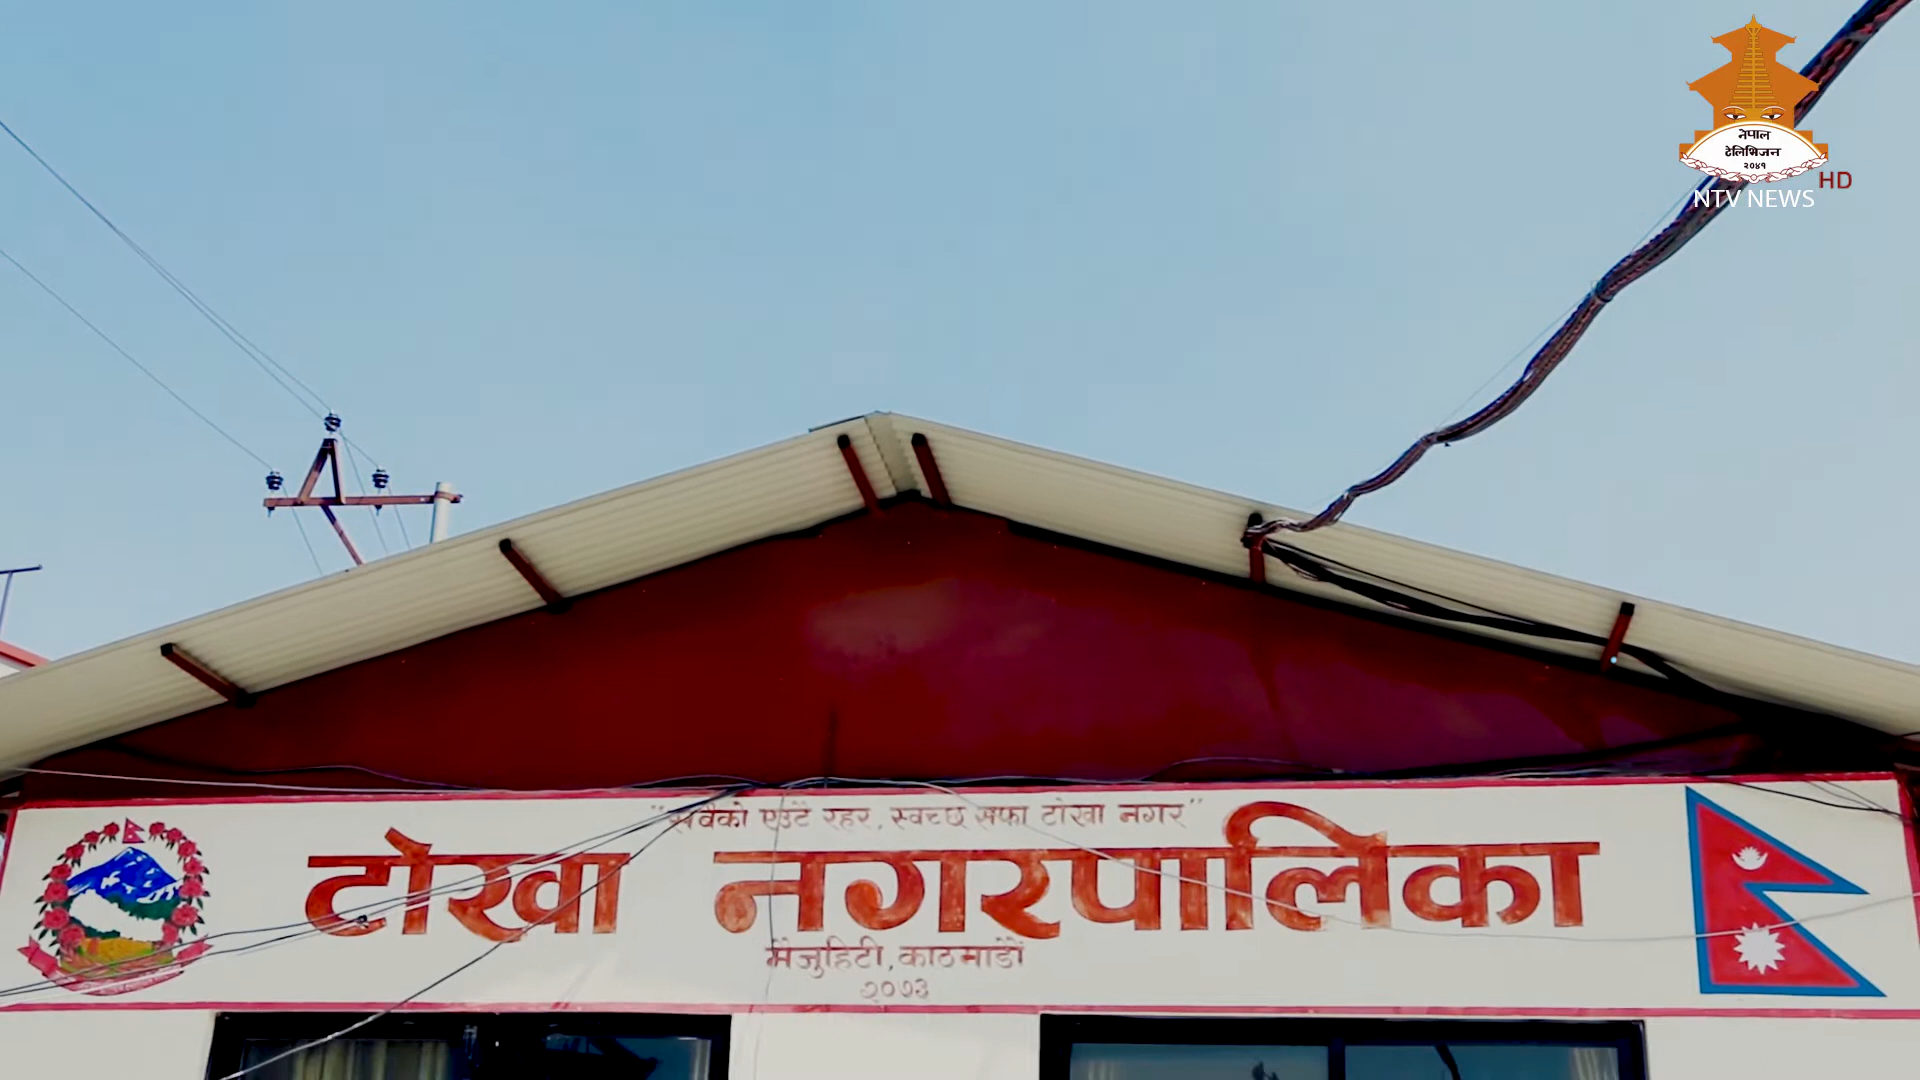 नेपाल
टेलिभिजन
२०४१
HD
NTV NEWS
"सबैको एउटै रहर, स्वच्छ सफा टोखा नगर"
टोखा नगरपालिका
मैजुहिटी, काठमाडौं
२०७३